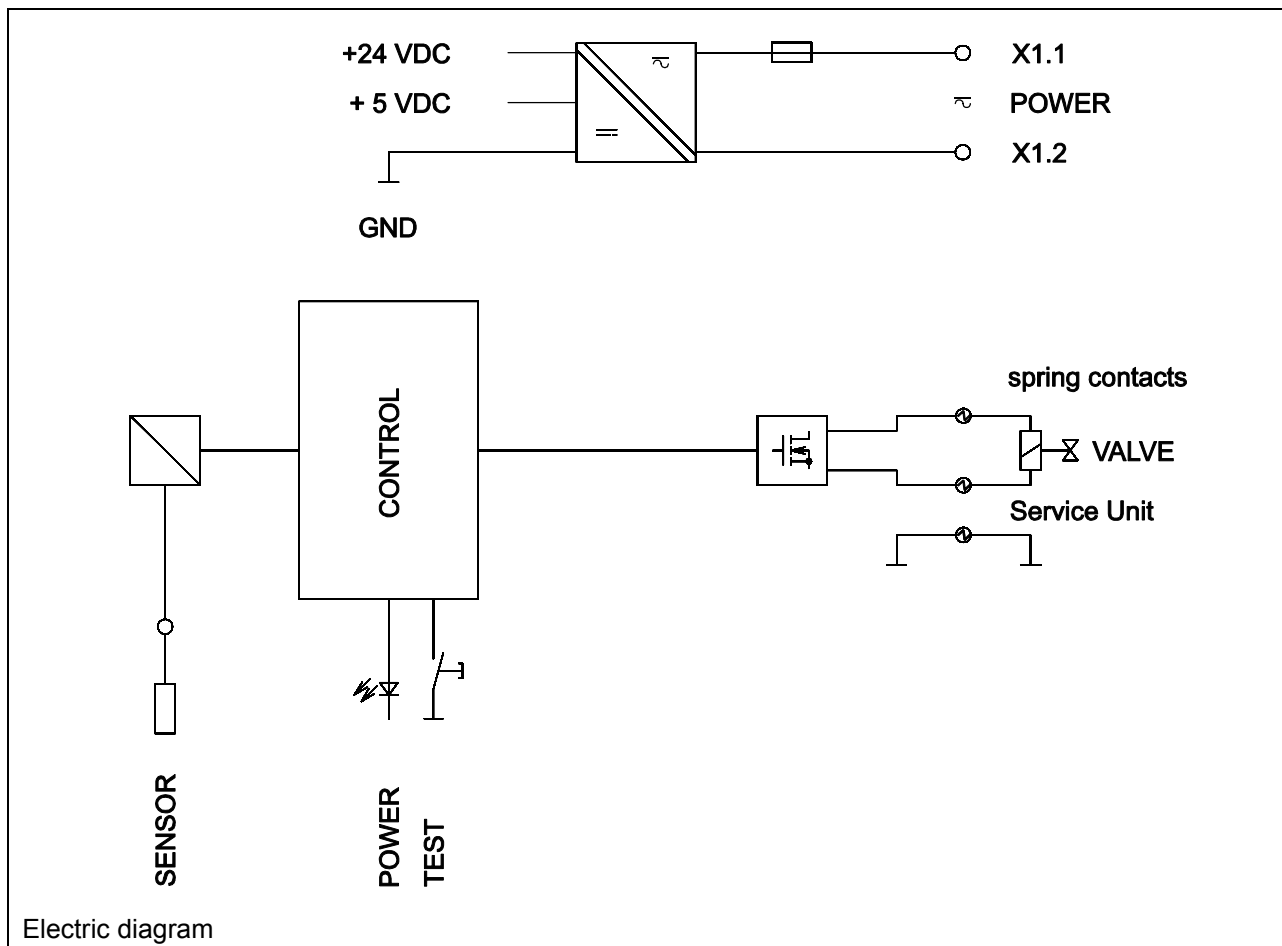 +24 VDC
X1.1
+ 5 VDC
POWER
X1.2
GND
spring contacts
CONTROL
VALVE
Service Unit
SENSOR
POWER
TEST
Electric diagram